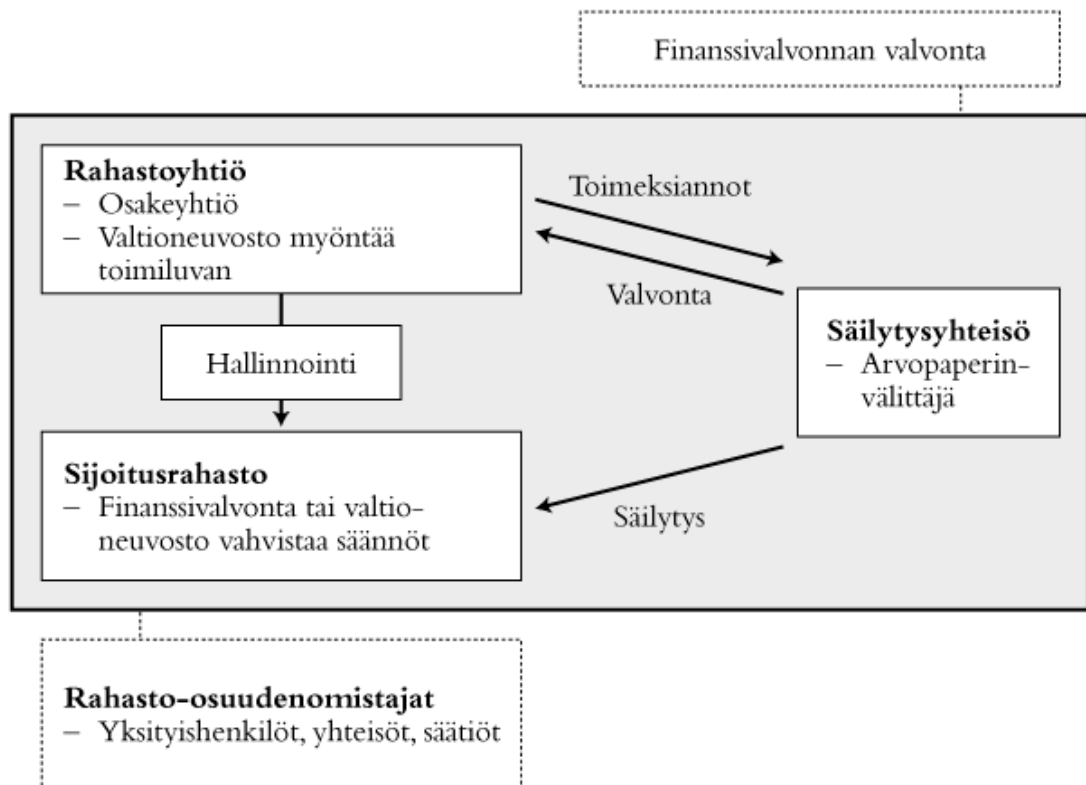 Finanssivalvonnan valvonta
Rahastoyhtiö
– Osakeyhtiö
– Valtioneuvosto myöntää
toimiluvan
Toimeksiannot
Valvonta
Hallinnointi
Säilytysyhteisö
– Arvopaperin-
välittäjä
Sijoitusrahasto
– Finanssivalvonta tai valtio-
neuvosto vahvistaa säännöt
Säilytys
Rahasto-osuudenomistajat
– Yksityishenkilöt, yhteisöt, säätiöt